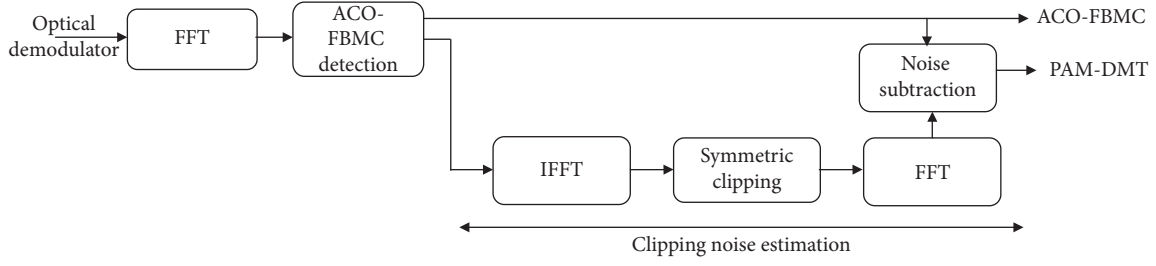 Optical
demodulator
FFT
ACO-
FBMC
detection
ACO-FBMC
Noise
subtraction
PAM-DMT
IFFT
Symmetric
clipping
FFT
Clipping noise estimation